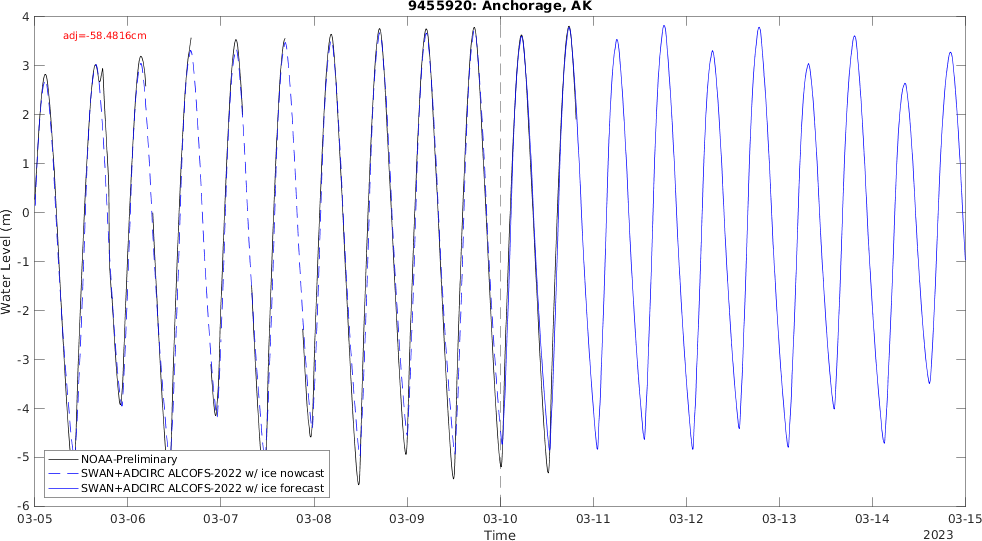 9455920: Anchorage, AK
adj=-58.4816cm
4
3
2
1
0
-1
-2
-3
-4
-5
-6
Water Level (m)
NOAA-Preliminary
SWAN+ADCIRC ALCOFS-2022 w/ ice nowcast
SWAN+ADCIRC ALCOFS-2022 w/ ice forecast
03-05 03-06 03-07 03-08 03-09 03-10 03-11 03-12 03-13 03-14 03-15
Time
2023